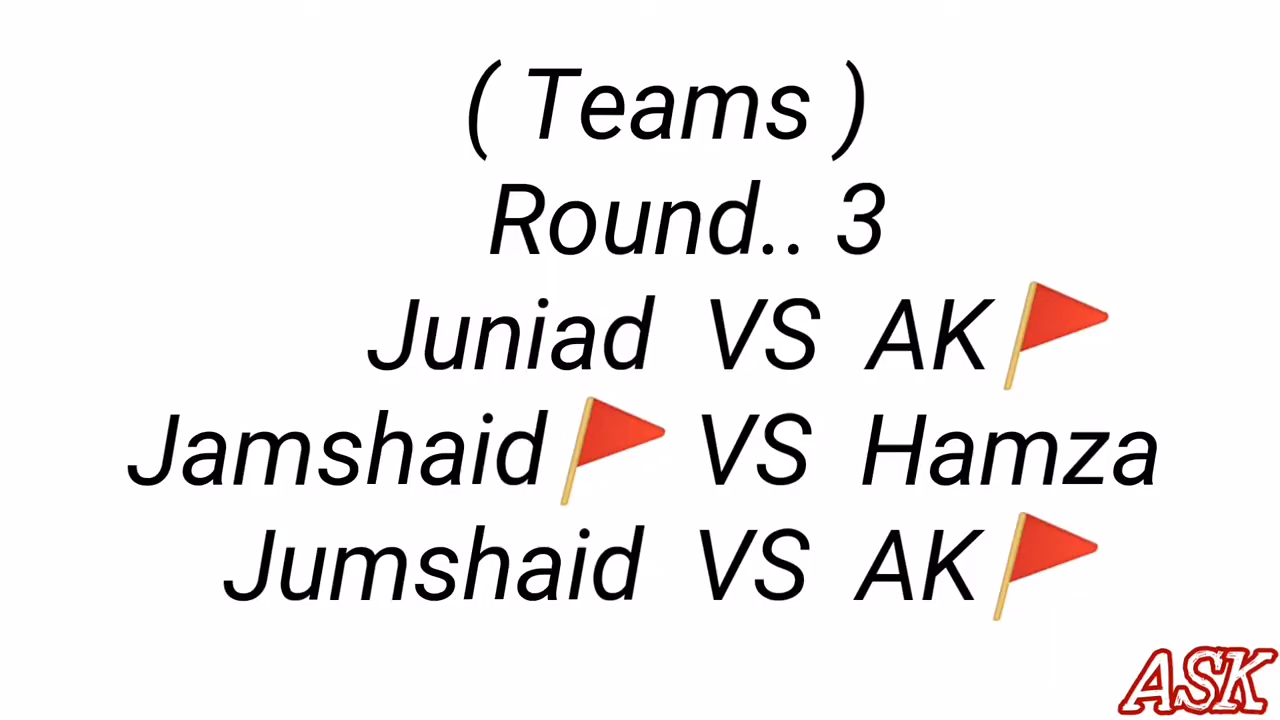 ( Teams )
Round.. 3
Juniad VS AK🚩
Jamshaid🚩 VS Hamza
Jumshaid VS AK🚩
ASK